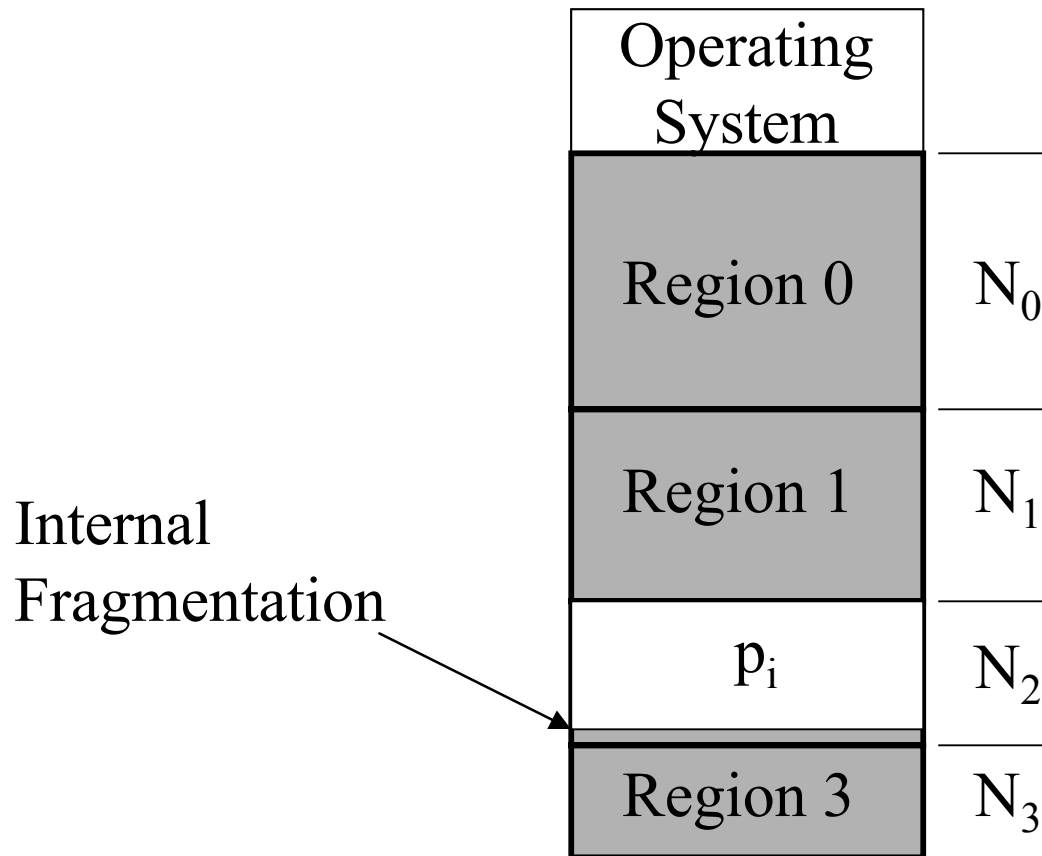 Operating
System
Region 0
N₀
Region 1
N₁
Internal
Fragmentation
pᵢ
N₂
Region 3
N₃